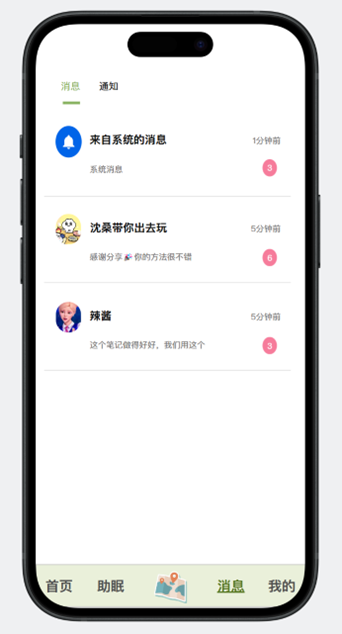 消息 通知
来自系统的消息 1分钟前
系统消息 3
沈桑带你出去玩 5分钟前
感谢分享🎉你的方法很不错 6
辣酱 5分钟前
这个笔记做得好好，我们用这个 3
首页 助眠 消息 我的